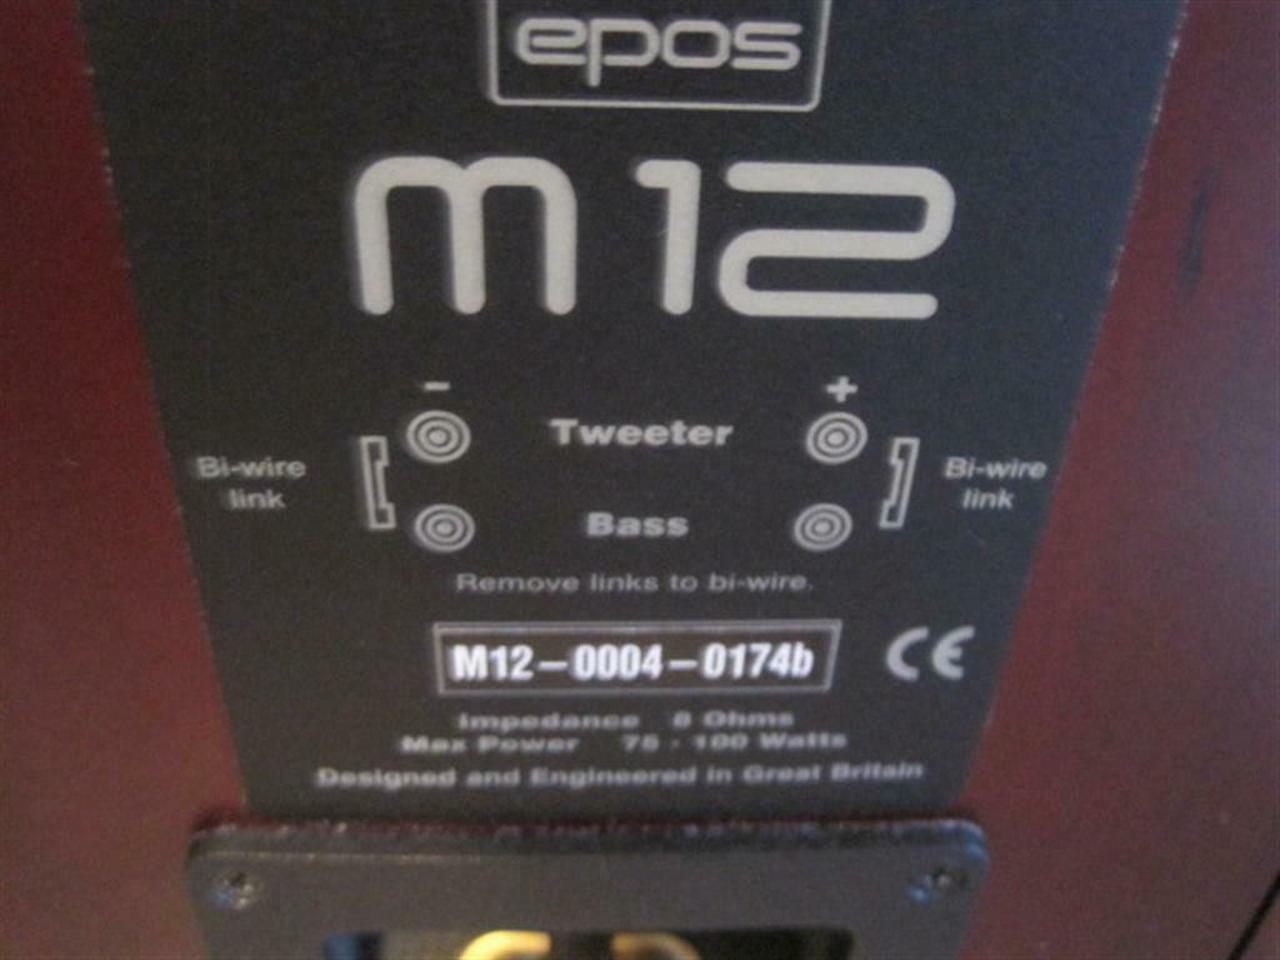 epos
m12
- +
Tweeter
Bi-wire link
Bi-wire link
Bass
Remove links to bi-wire.
M12-0004-0174b
CE
Impedance 8 Ohms
Max Power 75 - 100 Watts
Designed and Engineered in Great Britain